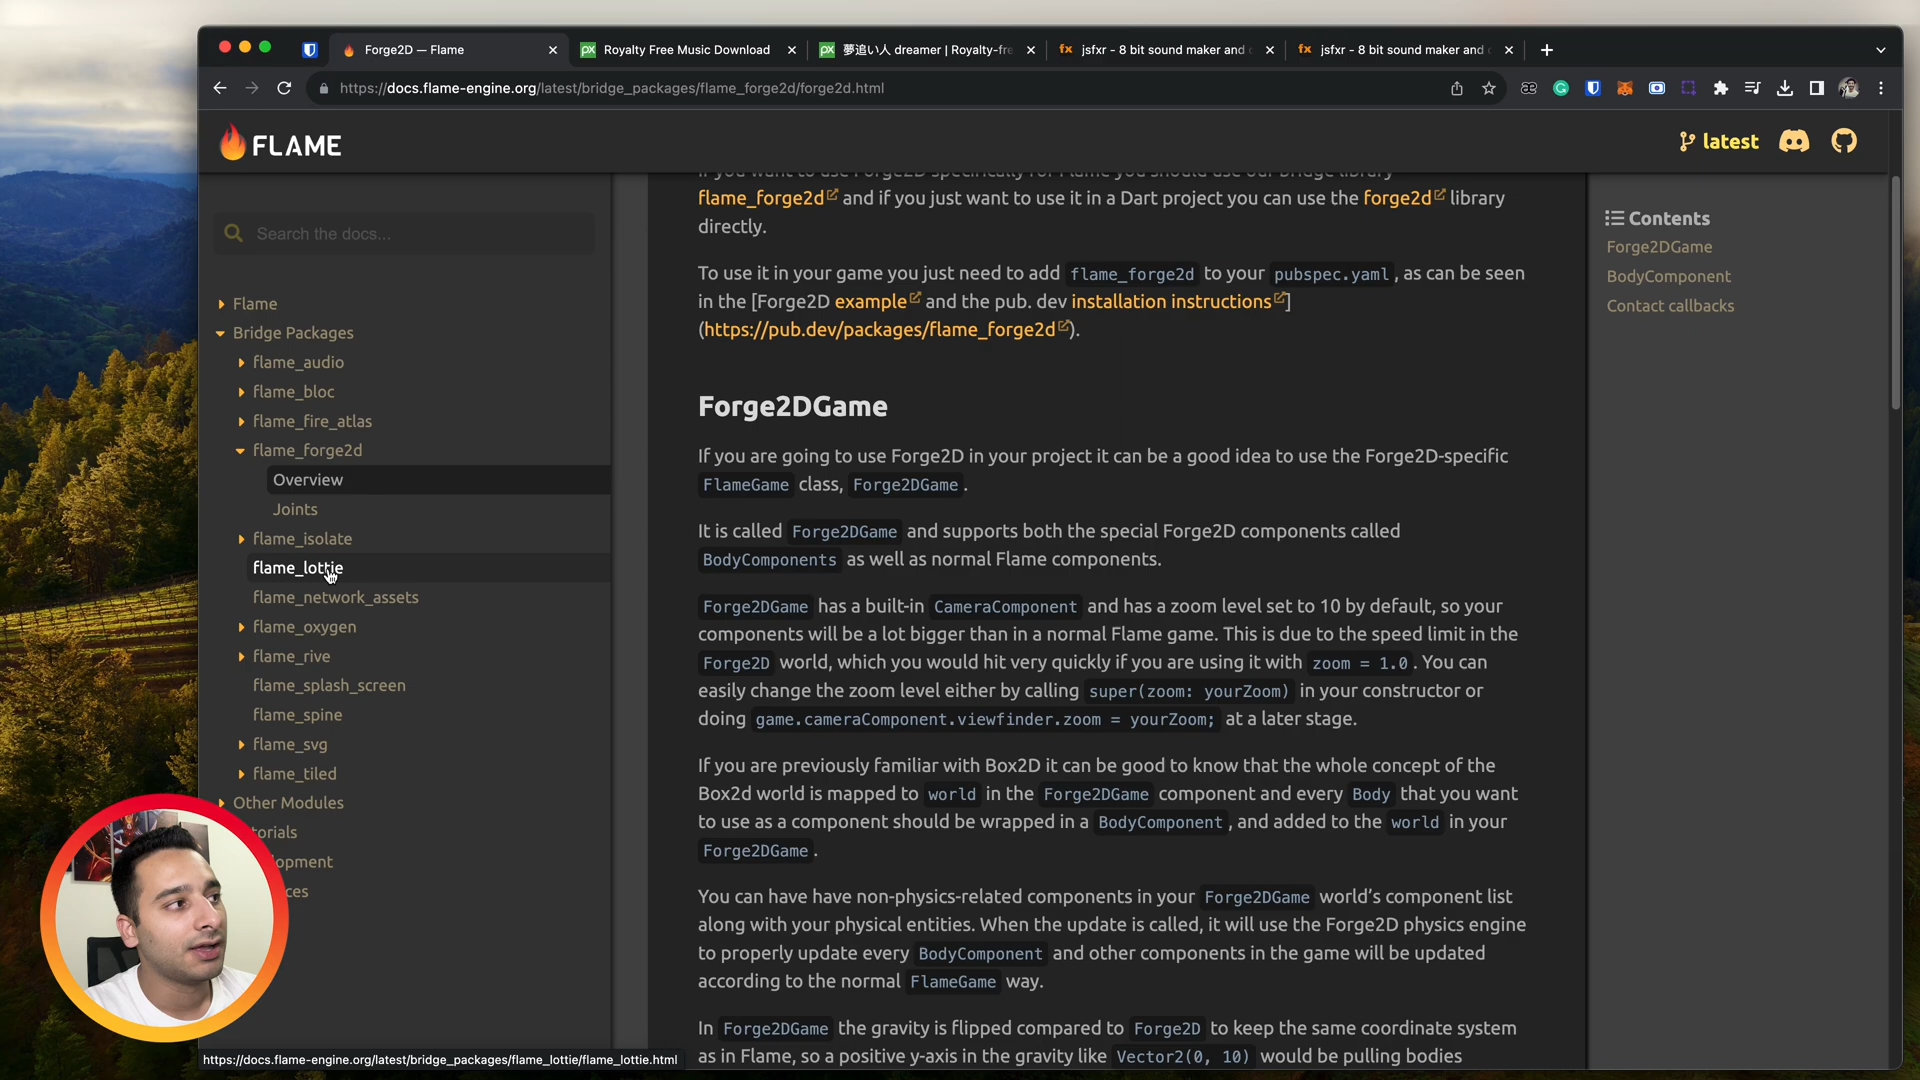 Forge2D — Flame
Royalty Free Music Download
夢追い人 dreamer | Royalty-fre
jsfxr - 8 bit sound maker and
jsfxr - 8 bit sound maker and
https://docs.flame-engine.org/latest/bridge_packages/flame_forge2d/forge2d.html
FLAME
latest
Search the docs...
Flame
Bridge Packages
flame_audio
flame_bloc
flame_fire_atlas
flame_forge2d
Overview
Joints
flame_isolate
flame_lottie
flame_network_assets
flame_oxygen
flame_rive
flame_splash_screen
flame_spine
flame_svg
flame_tiled
Other Modules
torials
opment
ces
If you want to use Forge2D specifically for Flame you should use our bridge library
flame_forge2d and if you just want to use it in a Dart project you can use the forge2d library
directly.
To use it in your game you just need to add flame_forge2d to your pubspec.yaml, as can be seen
in the [Forge2D example and the pub. dev installation instructions]
(https://pub.dev/packages/flame_forge2d).
Forge2DGame
If you are going to use Forge2D in your project it can be a good idea to use the Forge2D-specific
FlameGame class, Forge2DGame.
It is called Forge2DGame and supports both the special Forge2D components called
BodyComponents as well as normal Flame components.
Forge2DGame has a built-in CameraComponent and has a zoom level set to 10 by default, so your
components will be a lot bigger than in a normal Flame game. This is due to the speed limit in the
Forge2D world, which you would hit very quickly if you are using it with zoom = 1.0. You can
easily change the zoom level either by calling super(zoom: yourZoom) in your constructor or
doing game.cameraComponent.viewfinder.zoom = yourZoom; at a later stage.
If you are previously familiar with Box2D it can be good to know that the whole concept of the
Box2d world is mapped to world in the Forge2DGame component and every Body that you want
to use as a component should be wrapped in a BodyComponent, and added to the world in your
Forge2DGame.
You can have have non-physics-related components in your Forge2DGame world's component list
along with your physical entities. When the update is called, it will use the Forge2D physics engine
to properly update every BodyComponent and other components in the game will be updated
according to the normal FlameGame way.
In Forge2DGame the gravity is flipped compared to Forge2D to keep the same coordinate system
as in Flame, so a positive y-axis in the gravity like Vector2(0, 10) would be pulling bodies
Contents
Forge2DGame
BodyComponent
Contact callbacks
https://docs.flame-engine.org/latest/bridge_packages/flame_lottie/flame_lottie.html